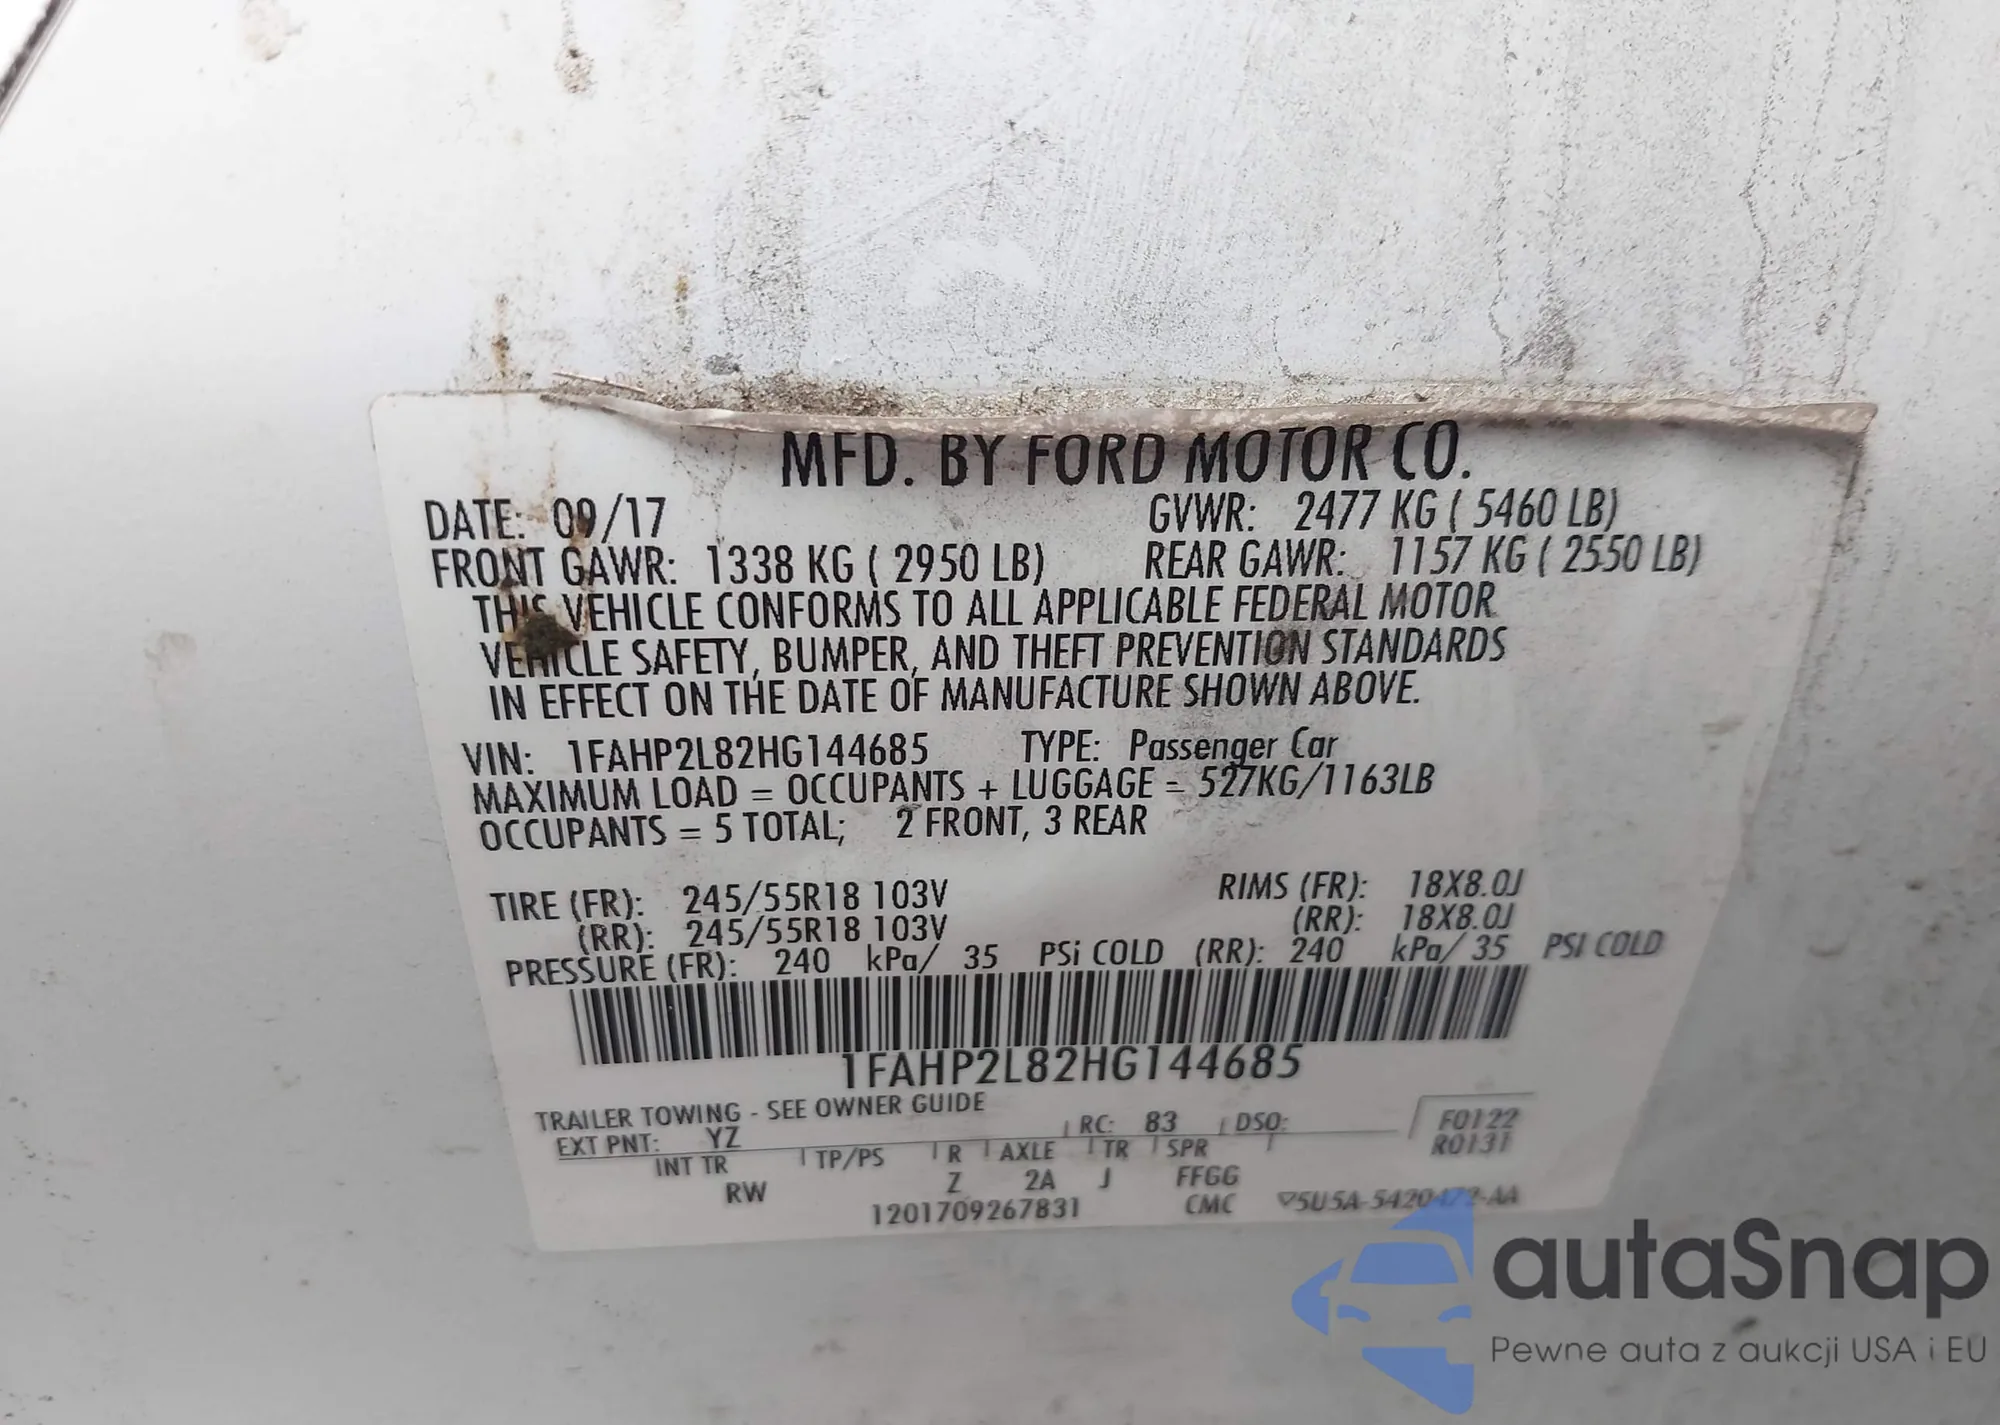 MFD. BY FORD MOTOR CO.
DATE: 09/17 GVWR: 2477 KG ( 5460 LB)
FRONT GAWR: 1338 KG ( 2950 LB) REAR GAWR: 1157 KG ( 2550 LB)
THIS VEHICLE CONFORMS TO ALL APPLICABLE FEDERAL MOTOR
VEHICLE SAFETY, BUMPER, AND THEFT PREVENTION STANDARDS
IN EFFECT ON THE DATE OF MANUFACTURE SHOWN ABOVE.
VIN: 1FAHP2L82HG144685 TYPE: Passenger Car
MAXIMUM LOAD = OCCUPANTS + LUGGAGE = 527KG/1163LB
OCCUPANTS = 5 TOTAL; 2 FRONT, 3 REAR
TIRE (FR): 245/55R18 103V RIMS (FR): 18X8.0J
(RR): 245/55R18 103V (RR): 18X8.0J
PRESSURE (FR): 240 kPa/ 35 PSi COLD (RR): 240 kPa/ 35 PSI COLD
1FAHP2L82HG144685
TRAILER TOWING - SEE OWNER GUIDE
EXT PNT: YZ RC: 83 DSO: F0122
R0131
INT TR TP/PS R AXLE TR SPR
RW Z 2A J FFGG
1201709267831 CMC 5U5A-5420472-AA
autaSnap
Pewne auta z aukcji USA i EU